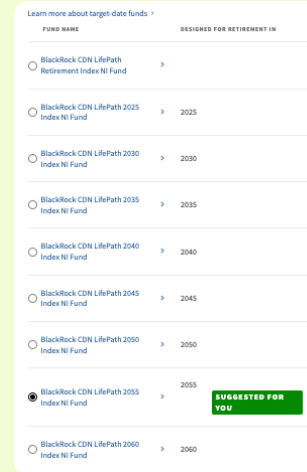 Learn more about target-date funds >
FUND NAME DESIGNED FOR RETIREMENT IN
BlackRock CDN LifePath
Retirement Index NI Fund >
BlackRock CDN LifePath 2025
Index NI Fund > 2025
BlackRock CDN LifePath 2030
Index NI Fund > 2030
BlackRock CDN LifePath 2035
Index NI Fund > 2035
BlackRock CDN LifePath 2040
Index NI Fund > 2040
BlackRock CDN LifePath 2045
Index NI Fund > 2045
BlackRock CDN LifePath 2050
Index NI Fund > 2050
BlackRock CDN LifePath 2055
Index NI Fund > 2055
SUGGESTED FOR
YOU
BlackRock CDN LifePath 2060
Index NI Fund > 2060